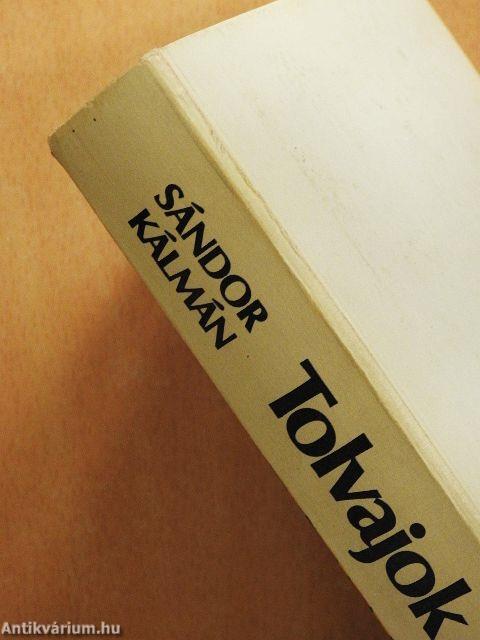 SÁNDOR
KÁLMÁN
Tolvajok
Antikvárium.hu